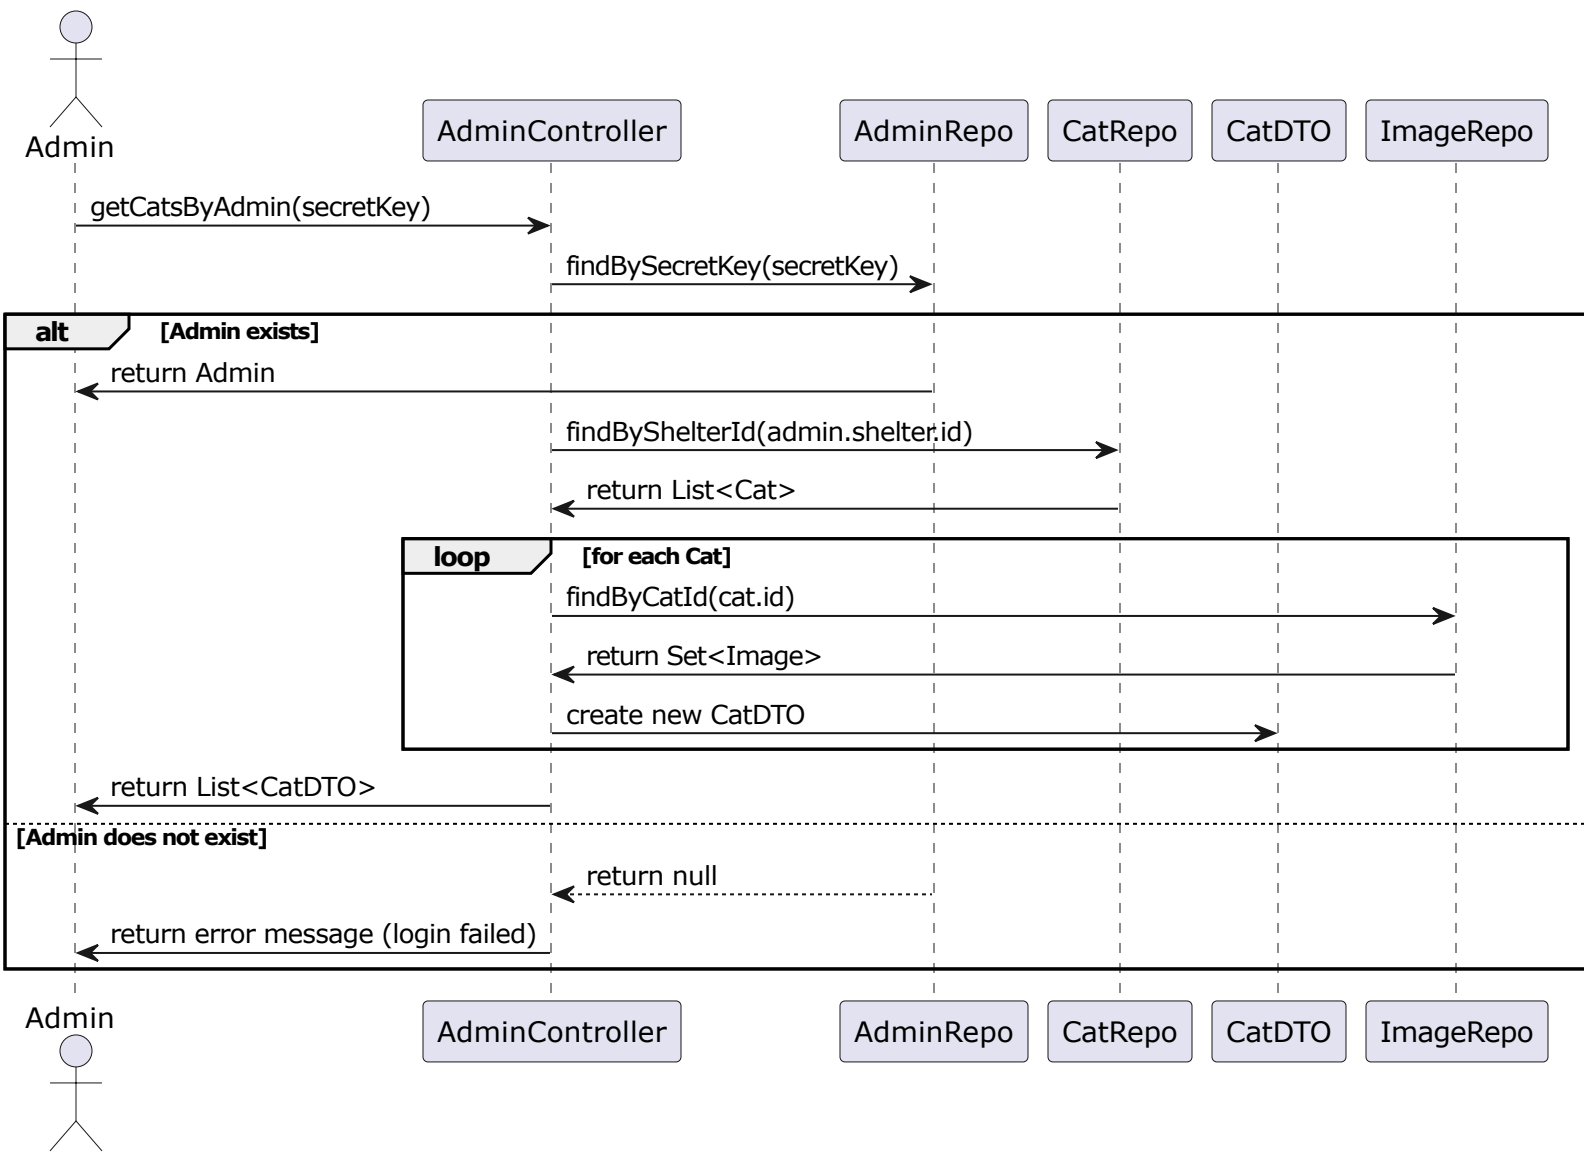 Admin
AdminController
AdminRepo
CatRepo
CatDTO
ImageRepo
getCatsByAdmin(secretKey)
findBySecretKey(secretKey)
alt
[Admin exists]
return Admin
findByShelterId(admin.shelter.id)
return List<Cat>
loop
[for each Cat]
findByCatId(cat.id)
return Set<Image>
create new CatDTO
return List<CatDTO>
[Admin does not exist]
return null
return error message (login failed)
Admin
AdminController
AdminRepo
CatRepo
CatDTO
ImageRepo